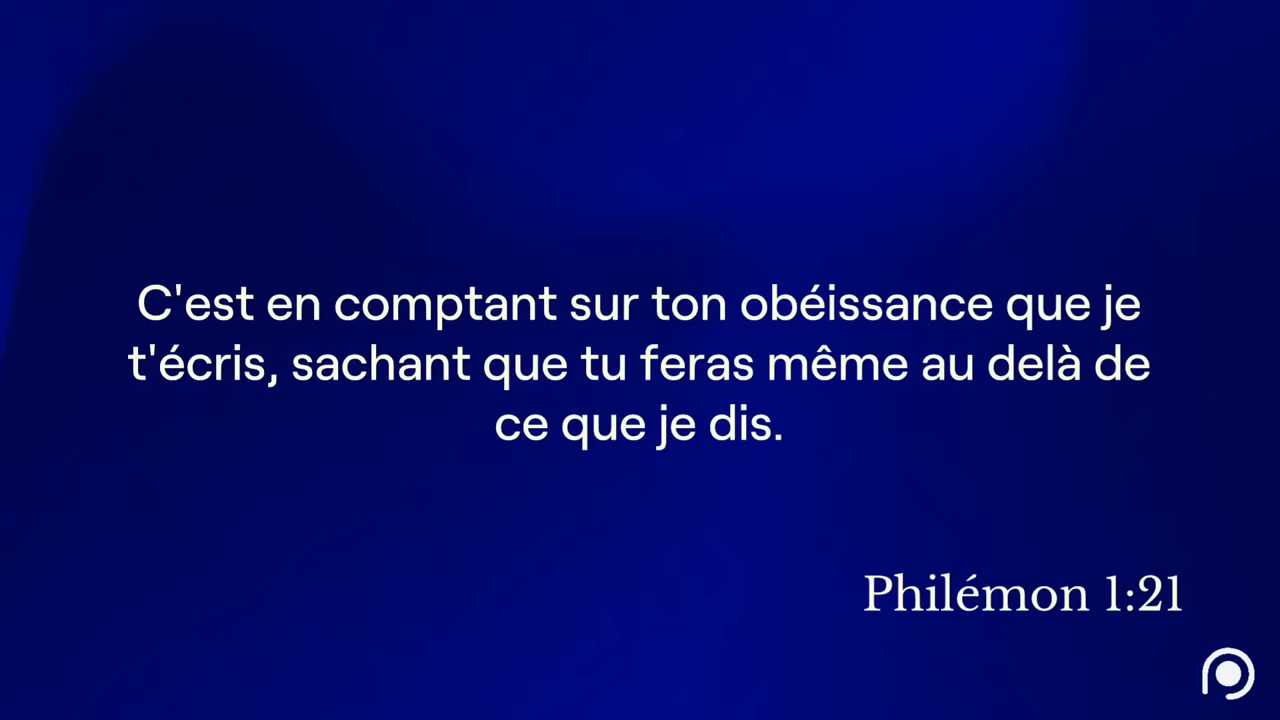 C'est en comptant sur ton obéissance que je
t'écris, sachant que tu feras même au delà de
ce que je dis.
Philémon 1:21